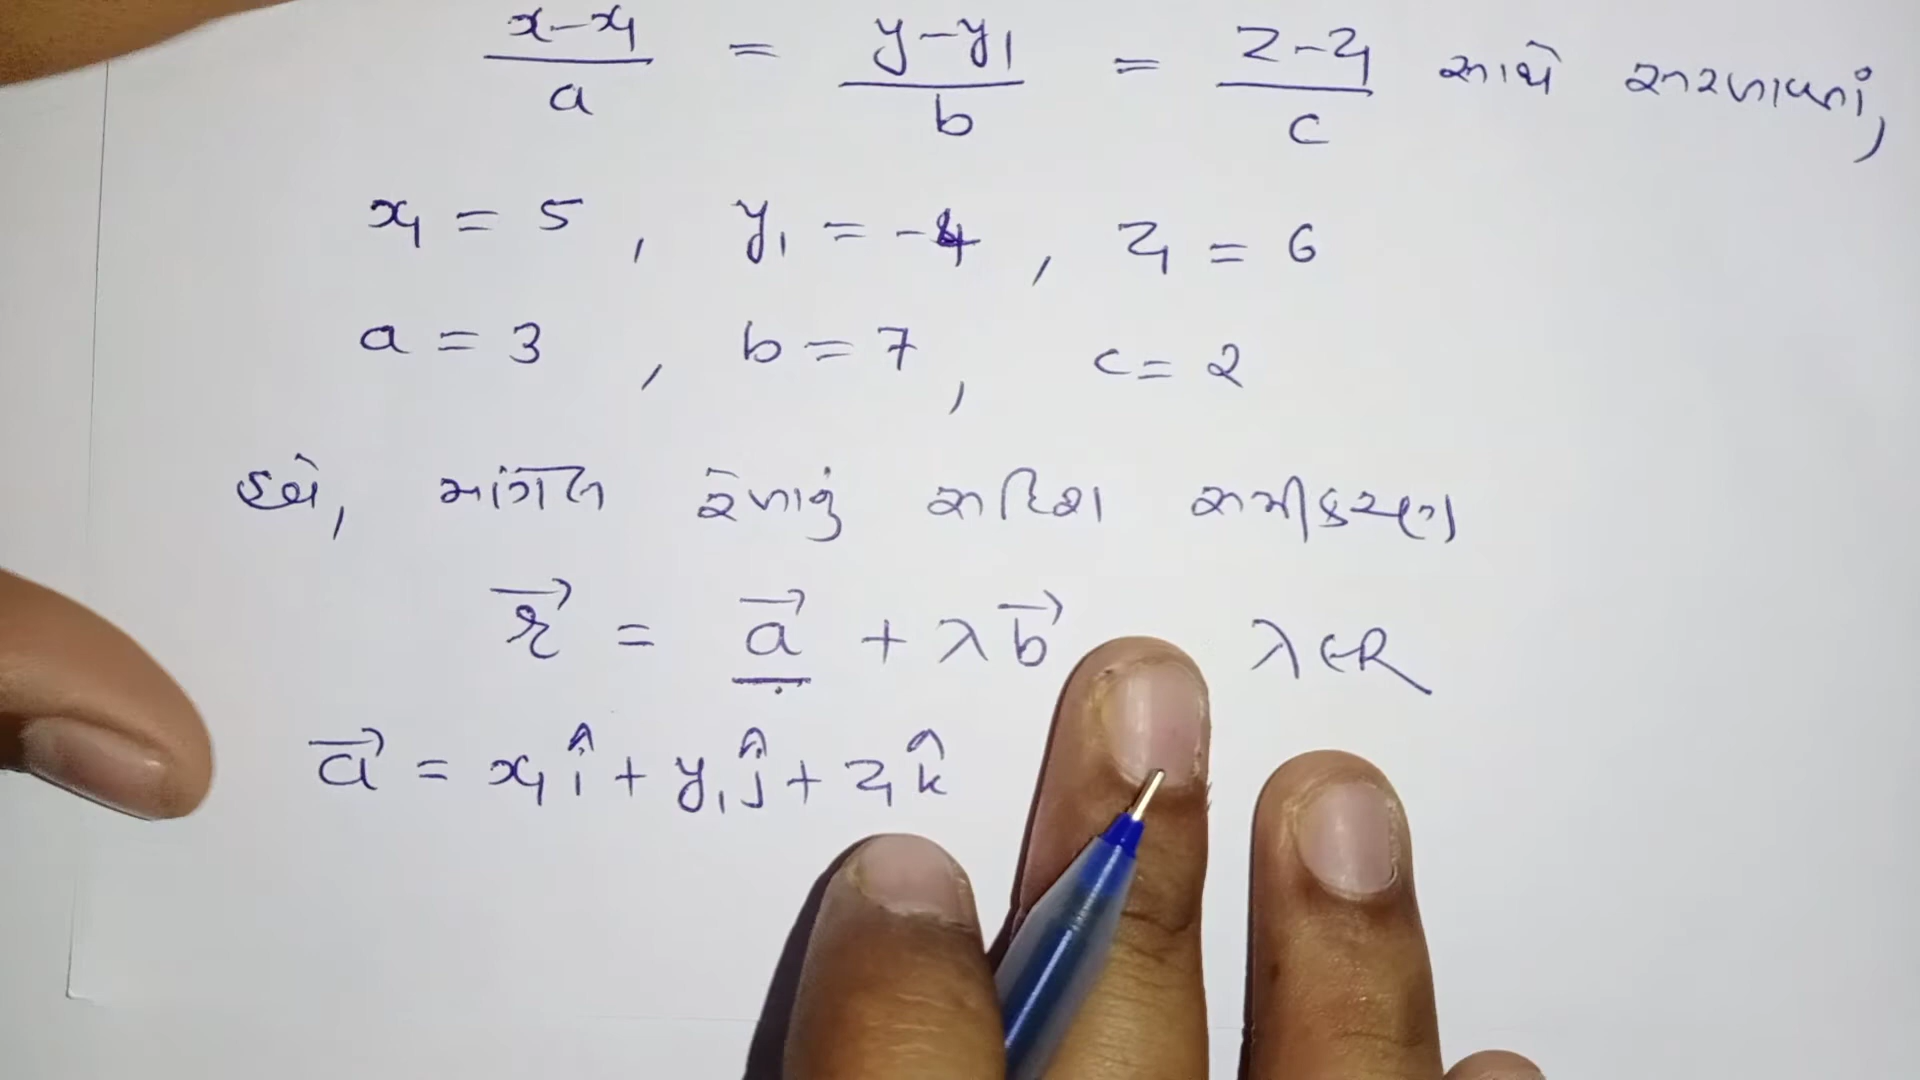 x-x₁/a = y-y₁/b = z-z₁/c સાથે સરખાવતાં,
x₁ = 5 , y₁ = -4 , z₁ = 6
a = 3 , b = 7 , c = 2
હવે, માંગેલ રેખાનું સદિશ સમીકરણ
r⃗ = a⃗ + λb⃗ λ∈R
a⃗ = x₁î + y₁ĵ + z₁k̂